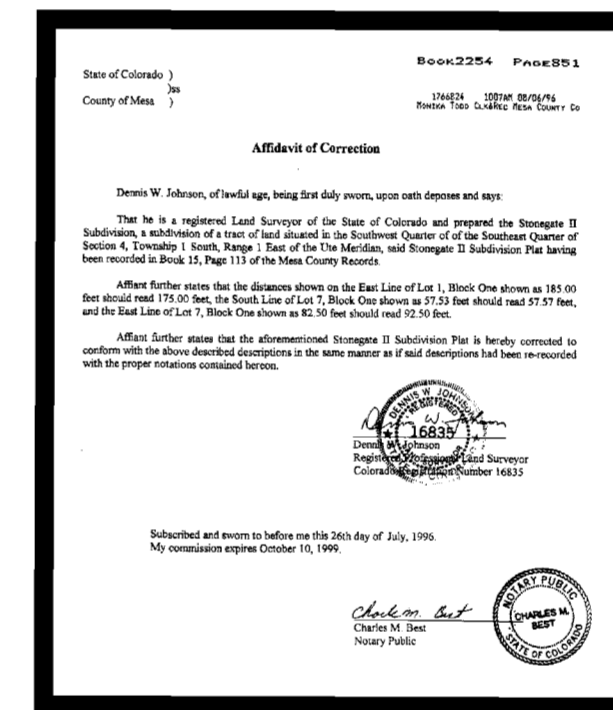 BOOK2254 PAGE851
State of Colorado )
)ss
County of Mesa )
1766824 1007AM 08/06/96
MONIKA TODD CLK&REC MESA COUNTY CO
Affidavit of Correction
Dennis W. Johnson, of lawful age, being first duly sworn, upon oath deposes and says:
That he is a registered Land Surveyor of the State of Colorado and prepared the Stonegate II
Subdivision, a subdivision of a tract of land situated in the Southwest Quarter of of the Southeast Quarter of
Section 4, Township 1 South, Range 1 East of the Ute Meridian, said Stonegate II Subdivision Plat having
been recorded in Book 15, Page 113 of the Mesa County Records.
Affiant further states that the distances shown on the East Line of Lot 1, Block One shown as 185.00
feet should read 175.00 feet, the South Line of Lot 7, Block One shown as 57.53 feet should read 57.57 feet,
and the East Line of Lot 7, Block One shown as 82.50 feet should read 92.50 feet.
Affiant further states that the aforementioned Stonegate II Subdivision Plat is hereby corrected to
conform with the above described descriptions in the same manner as if said descriptions had been re-recorded
with the proper notations contained hereon.
DENNIS W JOHNSON
REGISTERED
16835
Dennis W. Johnson
Registered Professional Land Surveyor
Colorado Registration Number 16835
Subscribed and sworn to before me this 26th day of July, 1996.
My commission expires October 10, 1999.
Charles M. Best
Charles M. Best
Notary Public
NOTARY PUBLIC
CHARLES M.
BEST
STATE OF COLORADO